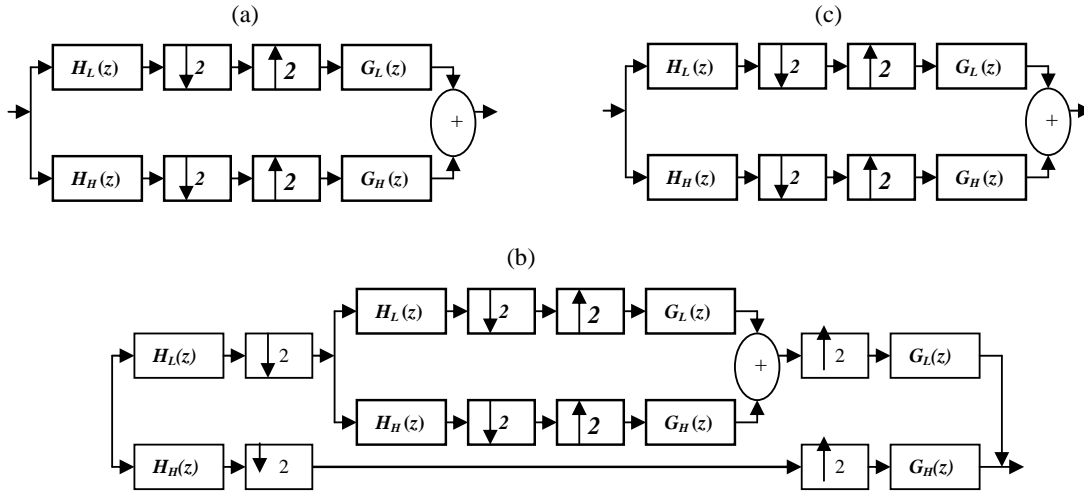 (a) (c)
H_L(z) 2 2 G_L(z) H_L(z) 2 2 G_L(z)
+ +
H_H(z) 2 2 G_H(z) H_H(z) 2 2 G_H(z)
(b)
H_L(z) 2 2 G_L(z)
H_L(z) 2 + 2 G_L(z)
H_H(z) 2 2 G_H(z)
H_H(z) 2 2 G_H(z)